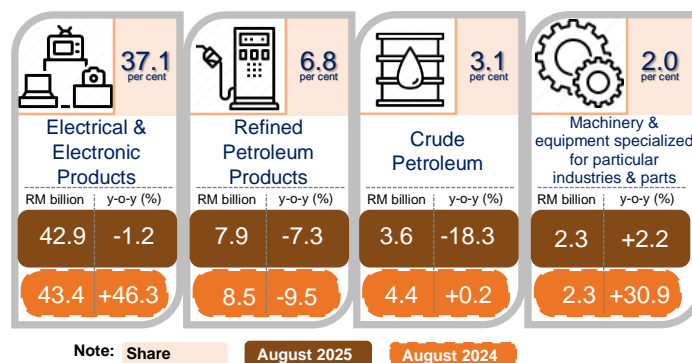 37.1
per cent
Electrical &
Electronic
Products
RM billion y-o-y (%)
42.9 -1.2
43.4 +46.3
6.8
per cent
Refined
Petroleum
Products
RM billion y-o-y (%)
7.9 -7.3
8.5 -9.5
3.1
per cent
Crude
Petroleum
RM billion y-o-y (%)
3.6 -18.3
4.4 +0.2
2.0
per cent
Machinery &
equipment specialized
for particular
industries & parts
RM billion y-o-y (%)
2.3 +2.2
2.3 +30.9
Note: Share August 2025 August 2024